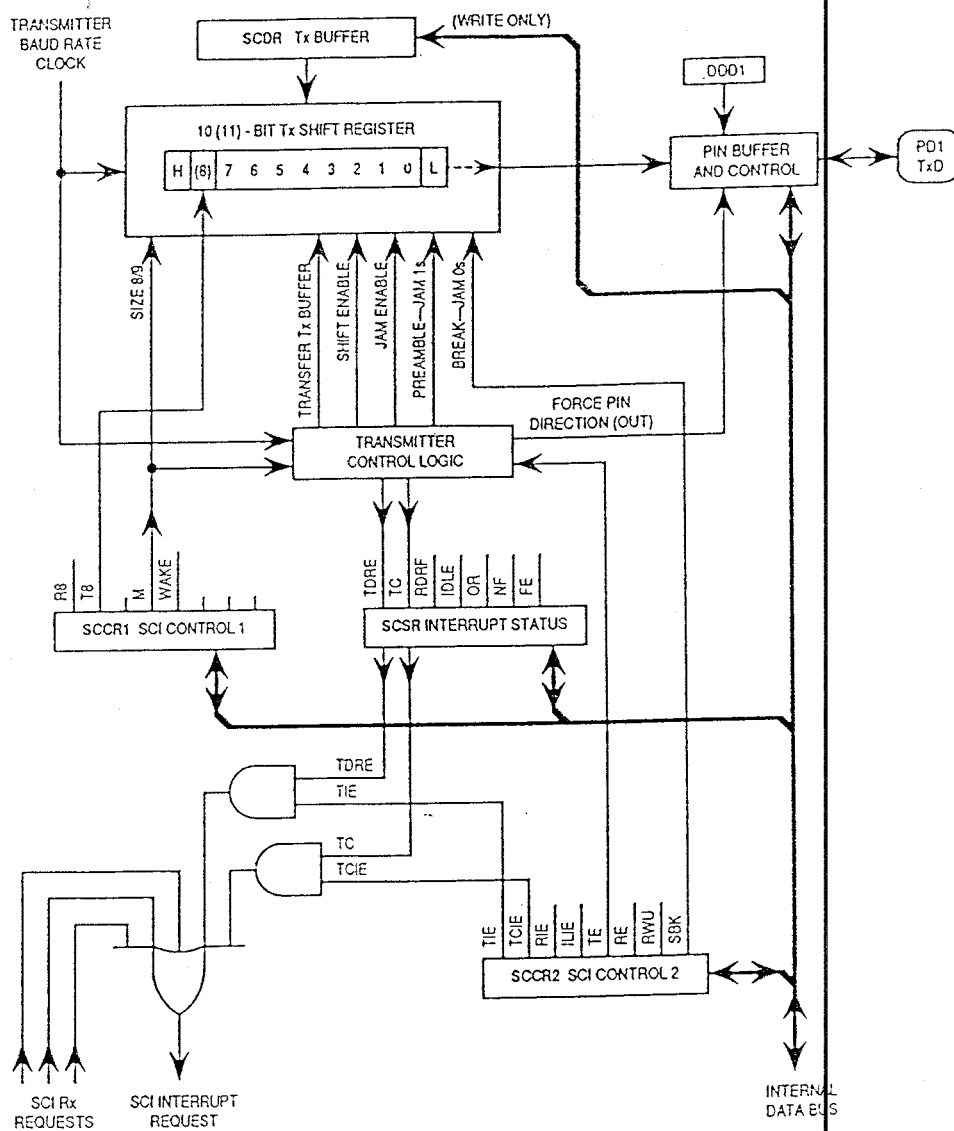 TRANSMITTER
BAUD RATE
CLOCK
SCDR Tx BUFFER
(WRITE ONLY)
DDD1
10 (11) - BIT Tx SHIFT REGISTER
H (8) 7 6 5 4 3 2 1 0 L
PIN BUFFER
AND CONTROL
PD1
TxD
SIZE 8/9
TRANSFER Tx BUFFER
SHIFT ENABLE
JAM ENABLE
PREAMBLE—JAM 1s
BREAK—JAM 0s
FORCE PIN
DIRECTION (OUT)
TRANSMITTER
CONTROL LOGIC
R8
T8
M
WAKE
TDRE
TC
RDRF
IDLE
OR
NF
FE
SCCR1 SCI CONTROL 1
SCSR INTERRUPT STATUS
TDRE
TIE
TC
TCIE
TIE
TCIE
RIE
ILIE
TE
RE
RWU
SBK
SCCR2 SCI CONTROL 2
SCI Rx
REQUESTS
SCI INTERRUPT
REQUEST
INTERNAL
DATA BUS